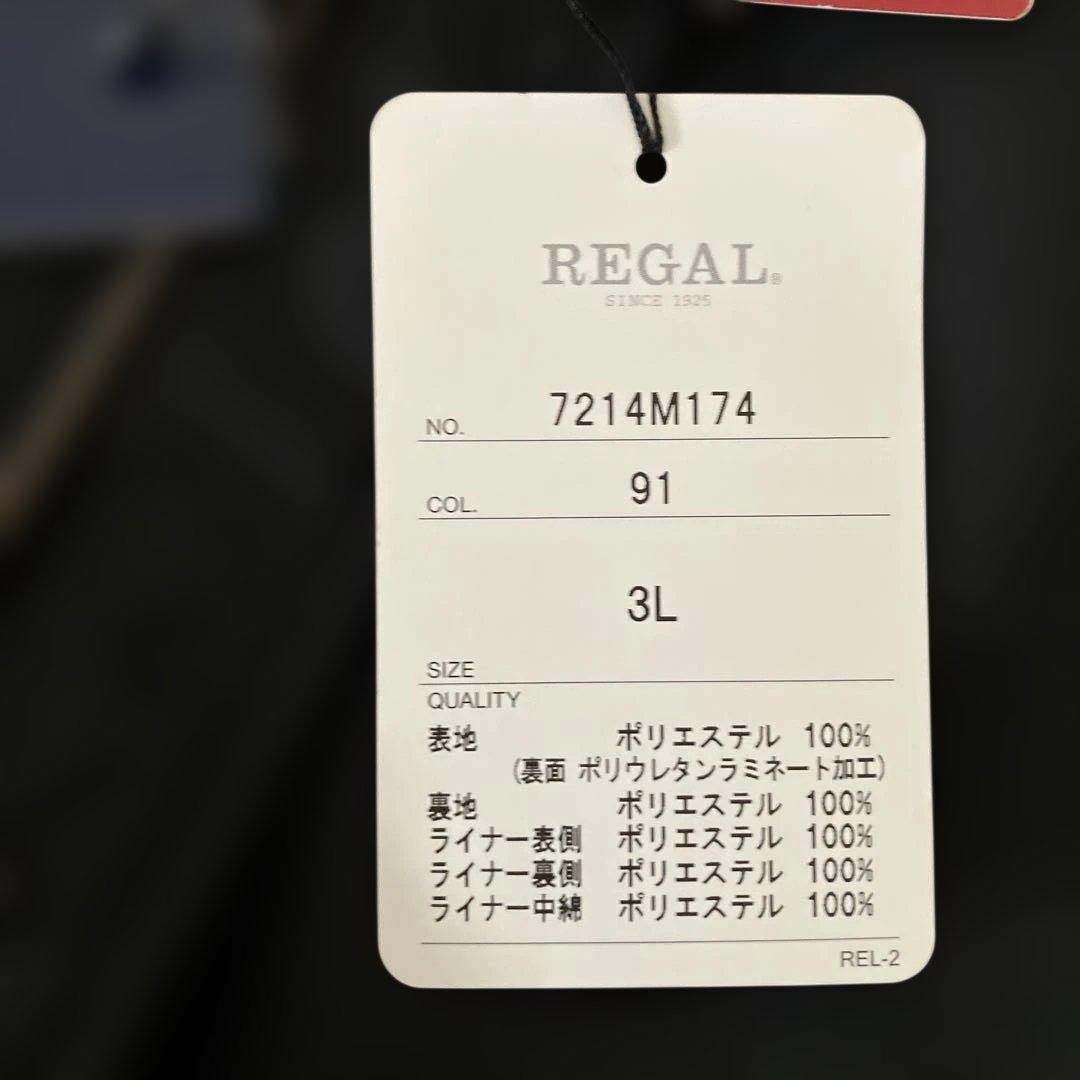 REGAL®
SINCE 1925
NO. 7214M174
COL. 91
3L
SIZE
QUALITY
表地 ポリエステル 100%
(裏面 ポリウレタンラミネート加工)
裏地 ポリエステル 100%
ライナー表側 ポリエステル 100%
ライナー裏側 ポリエステル 100%
ライナー中綿 ポリエステル 100%
REL-2